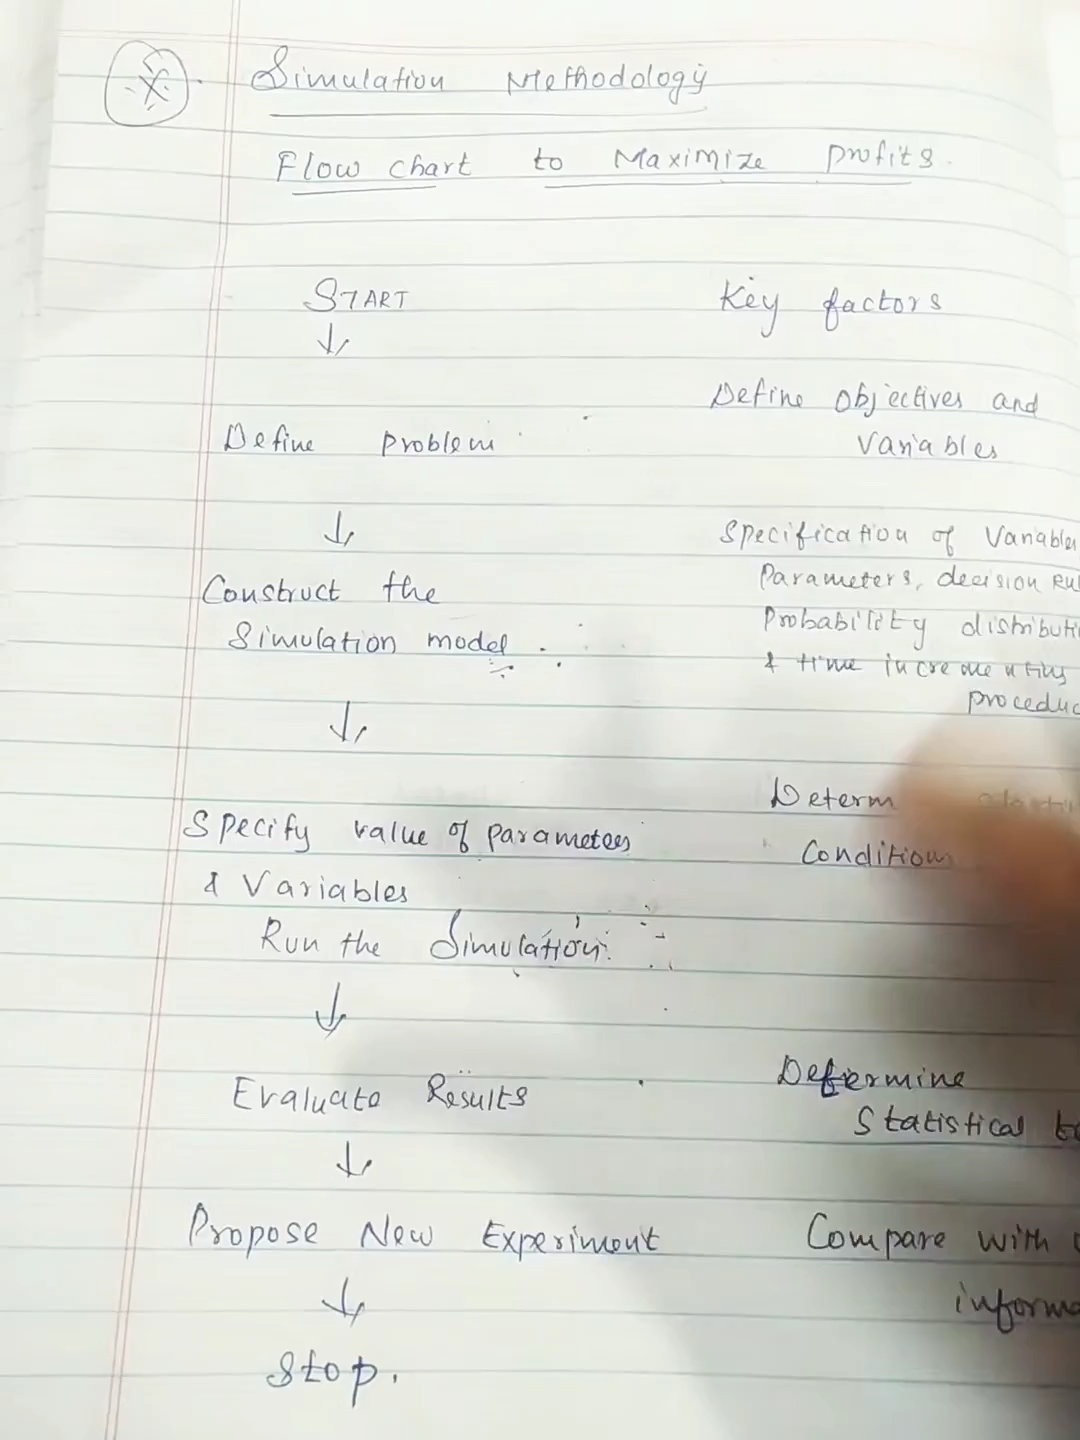 Simulation Methodology
Flow chart to Maximize profits.
START
Key factors
↓
Define objectives and
Variables
Define problem
↓
Specification of Variables
Parameters, decision
Probability
& time incrementing
Construct the
Simulation model
↓
Determ
Condition
Specify value of parameters
& Variables
Run the Simulation
↓
Determine
Statistical
Evaluate Results
↓
Propose New Experiment
Compare with
↓
Stop.